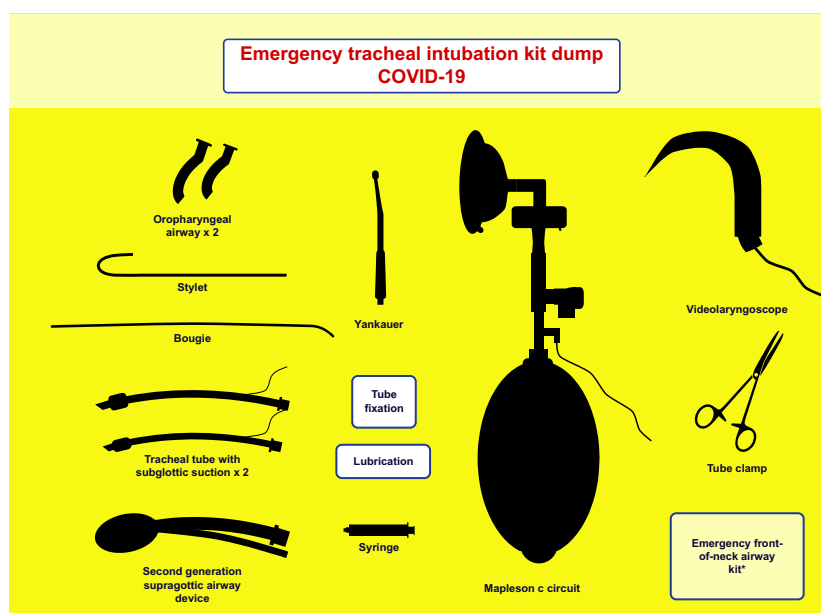 Emergency tracheal intubation kit dump
COVID-19
Oropharyngeal
airway x 2
Stylet
Bougie
Yankauer
Videolaryngoscope
Tube
fixation
Tracheal tube with
subglottic suction x 2
Lubrication
Tube clamp
Syringe
Second generation
supragottic airway
device
Mapleson c circuit
Emergency front-
of-neck airway
kit*